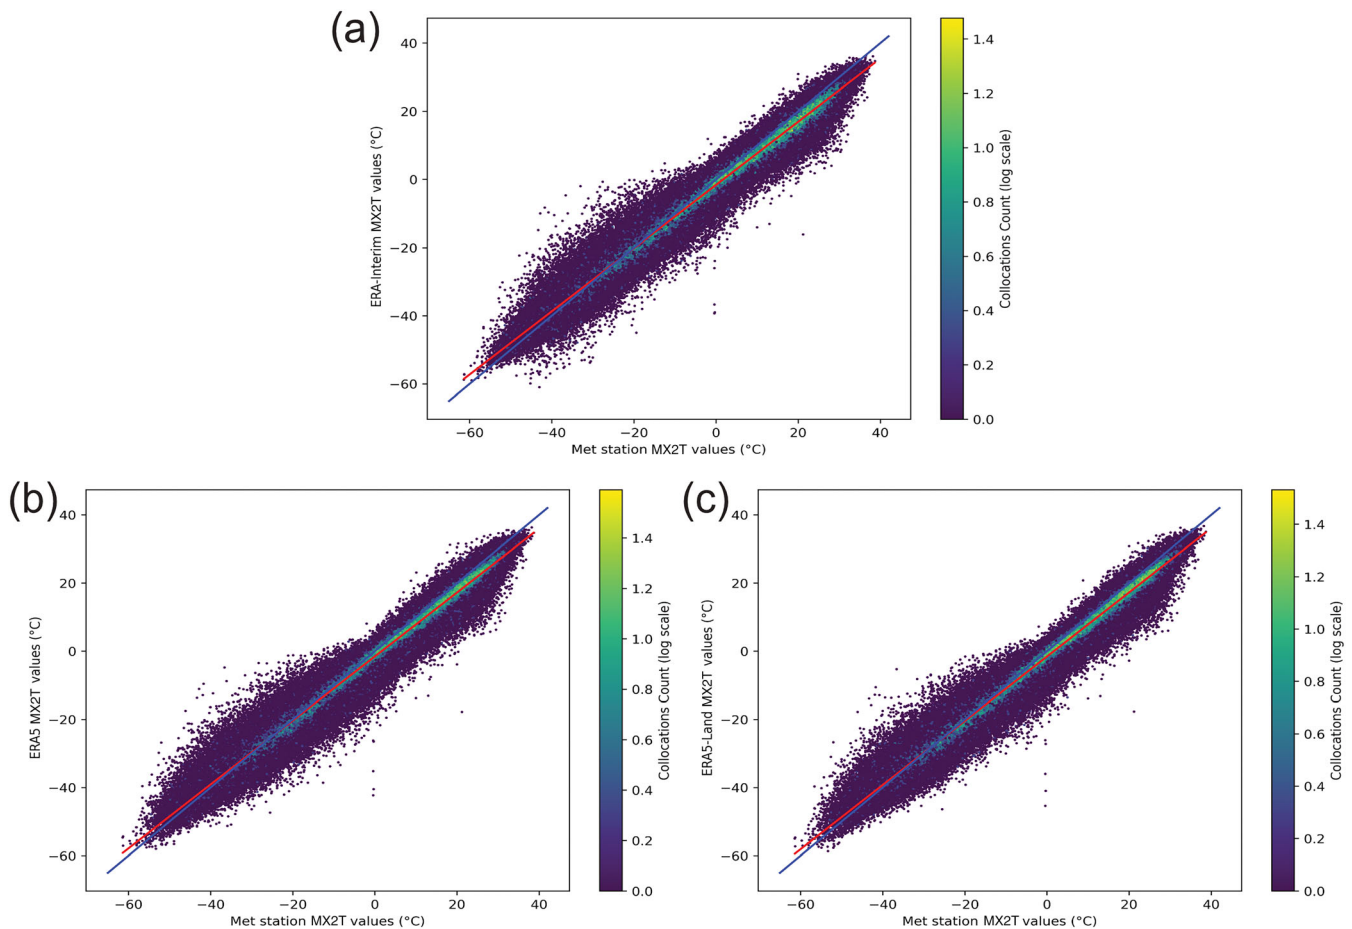 (a)
40
20
0
−20
−40
−60
ERA-Interim MX2T values (°C)
−60 −40 −20 0 20 40
Met station MX2T values (°C)
1.4
1.2
1.0
0.8
0.6
0.4
0.2
0.0
Collocations Count (log scale)
(b)
40
20
0
−20
−40
−60
ERA5 MX2T values (°C)
−60 −40 −20 0 20 40
Met station MX2T values (°C)
1.4
1.2
1.0
0.8
0.6
0.4
0.2
0.0
Collocations Count (log scale)
(c)
40
20
0
−20
−40
−60
ERA5-Land MX2T values (°C)
−60 −40 −20 0 20 40
Met station MX2T values (°C)
1.4
1.2
1.0
0.8
0.6
0.4
0.2
0.0
Collocations Count (log scale)